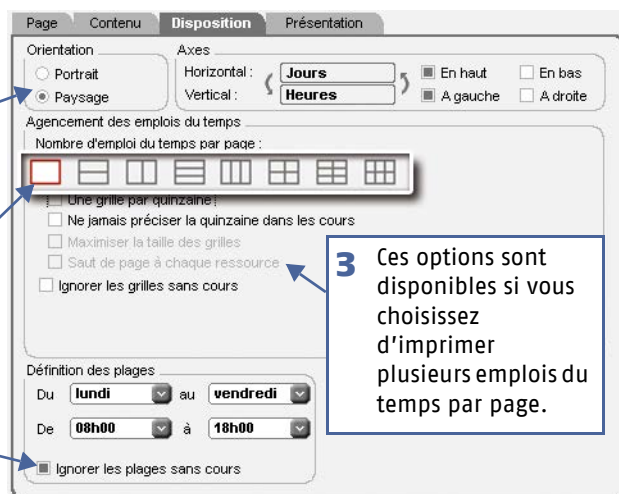 Page Contenu Disposition Présentation
Orientation
Portrait
Paysage
Axes
Horizontal : Jours
Vertical : Heures
En haut En bas
A gauche A droite
Agencement des emplois du temps
Nombre d'emploi du temps par page :
Une grille par quinzaine
Ne jamais préciser la quinzaine dans les cours
Maximiser la taille des grilles
Saut de page à chaque ressource
Ignorer les grilles sans cours
3 Ces options sont
disponibles si vous
choisissez
d'imprimer
plusieurs emplois du
temps par page.
Définition des plages
Du lundi au vendredi
De 08h00 à 18h00
Ignorer les plages sans cours